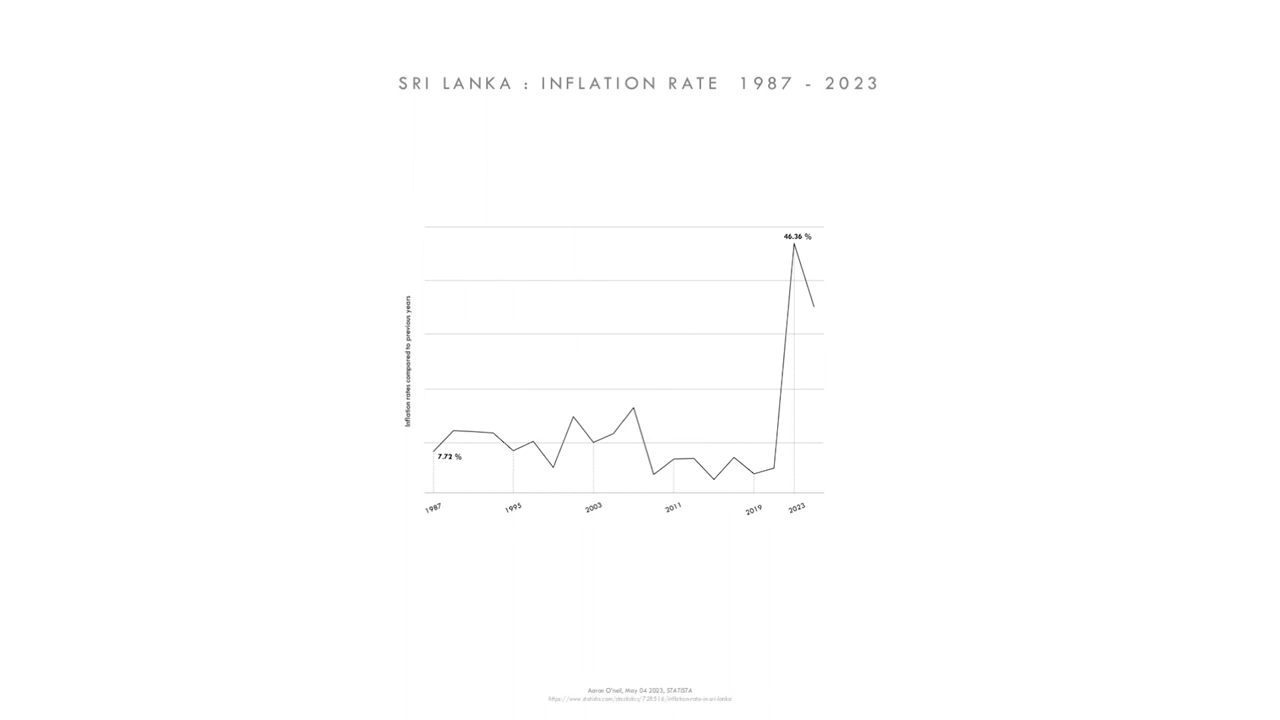 SRI LANKA : INFLATION RATE 1987 - 2023
46.36 %
Inflation rates compared to previous years
7.72 %
1987
1995
2003
2011
2019
2023
Aaron O'neil, May 04 2023, STATISTA